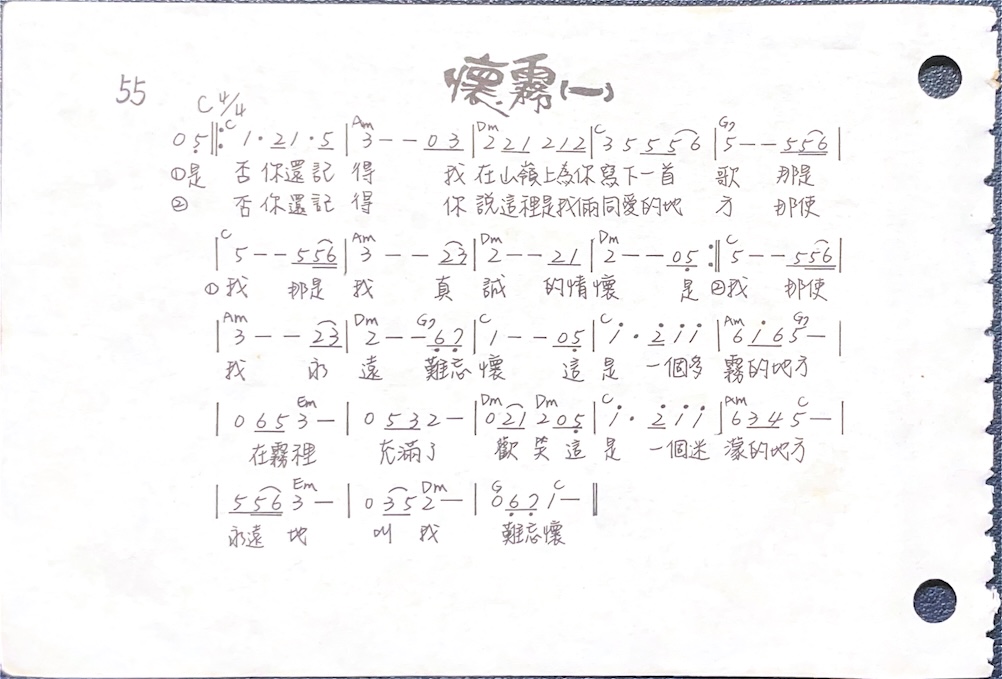 懷霧(一)
55
C 4/4
C Am Dm C G7
0 5 ‖: 1 · 2 1 · 5 | 3 - - 0 3 | 2 2 1 2 1 2 | 3 5 5 5 6 | 5 - - 5 5 6 |
①是 否你還記 得 我在山嶺上為你寫下一首 歌 那是
② 否你還記 得 你說這裡是我倆同愛的地 方 那使
C Am Dm Dm C
| 5 - - 5 5 6 | 3 - - 2 3 | 2 - - 2 1 | 2 - - 0 5 :‖ 5 - - 5 5 6 |
①我 那是 我 真 誠 的情懷 是 ②我 那使
Am Dm G7 C C Am G7
| 3 - - 2 3 | 2 - - 6 7 | 1 - - 0 5 | 1 · 2 1 1 | 6 1 6 5 - |
我 永 遠 難忘懷 這 是 一個多 霧的地方
Em Dm Dm C Am C
| 0 6 5 3 - | 0 5 3 2 - | 0 2 1 2 0 5 | 1 · 2 1 1 | 6 3 4 5 - |
在霧裡 充滿了 歡笑這是 一個迷 濛的地方
Em Dm G C
| 5 5 6 3 - | 0 3 5 2 - | 0 6 7 1 - ‖
永遠地 叫我 難忘懷